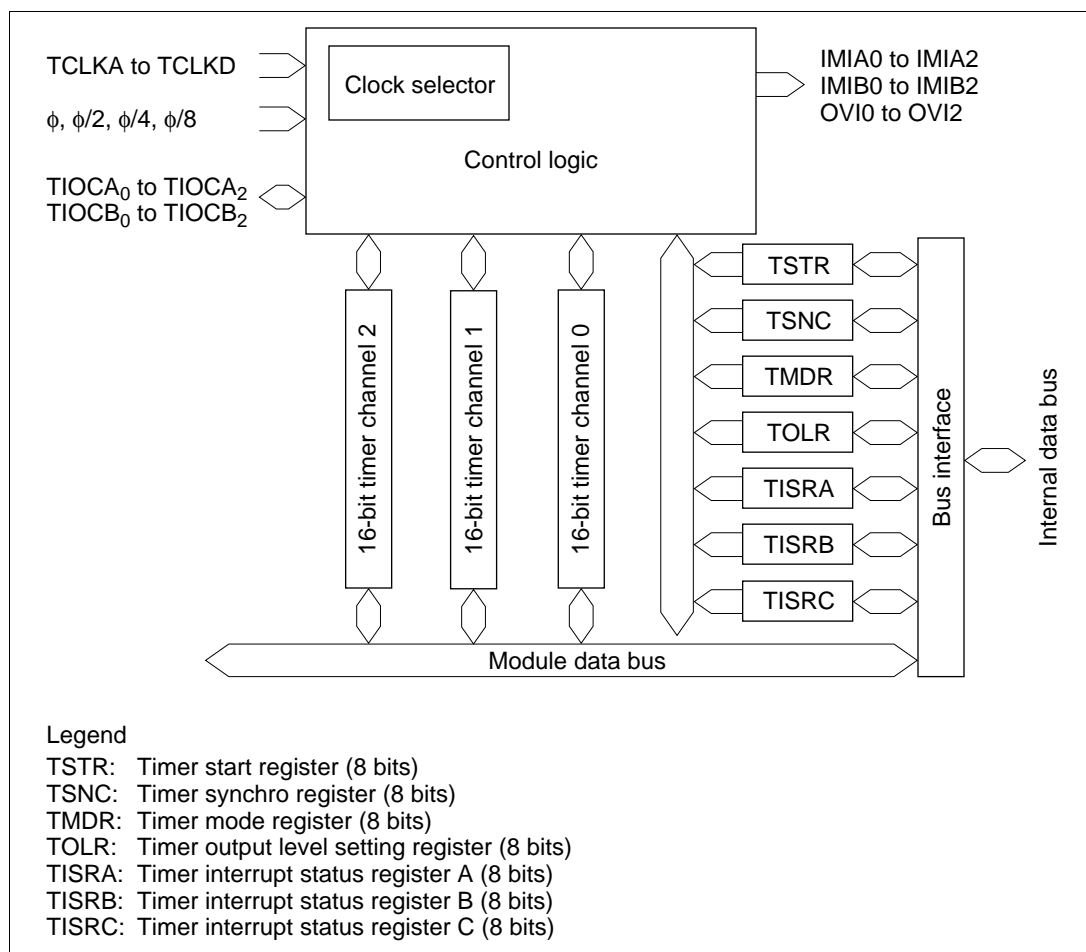 TCLKA to TCLKD
ϕ, ϕ/2, ϕ/4, ϕ/8
TIOCA0 to TIOCA2
TIOCB0 to TIOCB2
Clock selector
Control logic
IMIA0 to IMIA2
IMIB0 to IMIB2
OVI0 to OVI2
16-bit timer channel 2
16-bit timer channel 1
16-bit timer channel 0
TSTR
TSNC
TMDR
TOLR
TISRA
TISRB
TISRC
Bus interface
Internal data bus
Module data bus
Legend
TSTR: Timer start register (8 bits)
TSNC: Timer synchro register (8 bits)
TMDR: Timer mode register (8 bits)
TOLR: Timer output level setting register (8 bits)
TISRA: Timer interrupt status register A (8 bits)
TISRB: Timer interrupt status register B (8 bits)
TISRC: Timer interrupt status register C (8 bits)